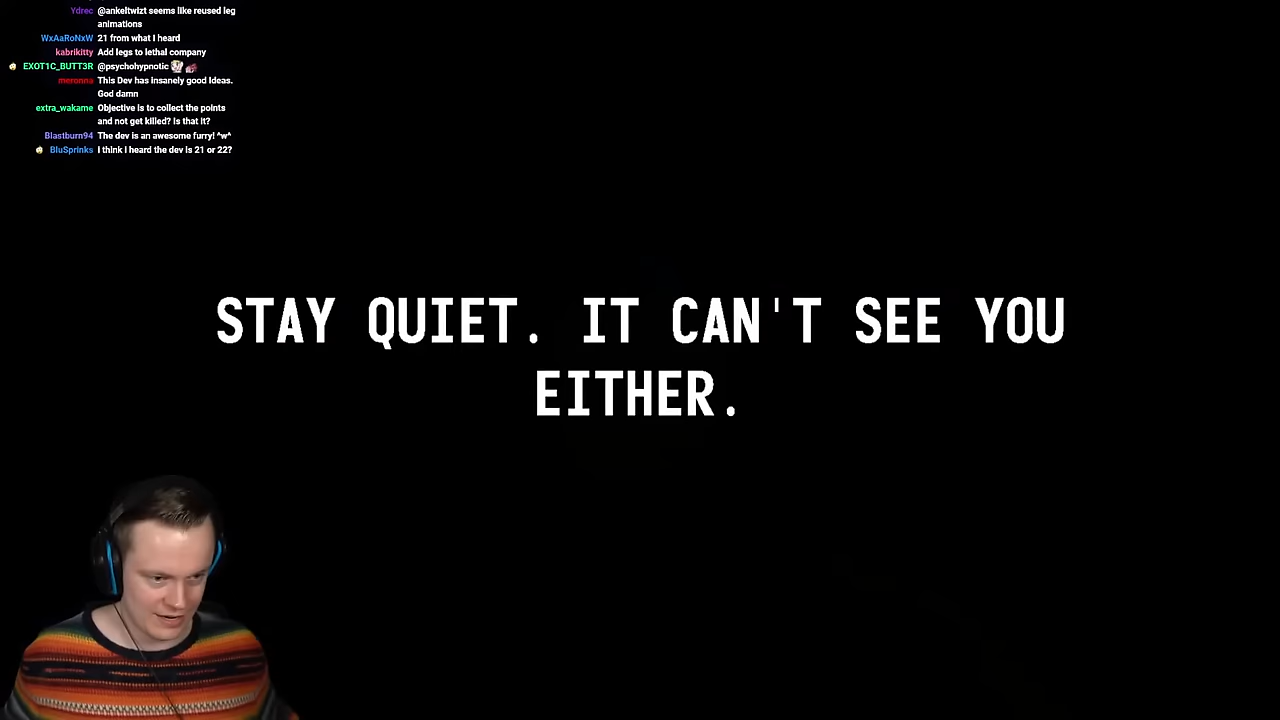 Ydrec @ankeltwizt seems like reused leg
animations
WxAaRoNxW 21 from what I heard
kabrikitty Add legs to lethal company
EXOT1C_BUTT3R @psychohypnotic
meronna This Dev has insanely good ideas.
God damn
extra_wakame Objective is to collect the points
and not get killed? Is that it?
Blastburn94 The dev is an awesome furry! ^w^
BluSprinks I think I heard the dev is 21 or 22?
STAY QUIET. IT CAN'T SEE YOU
EITHER.